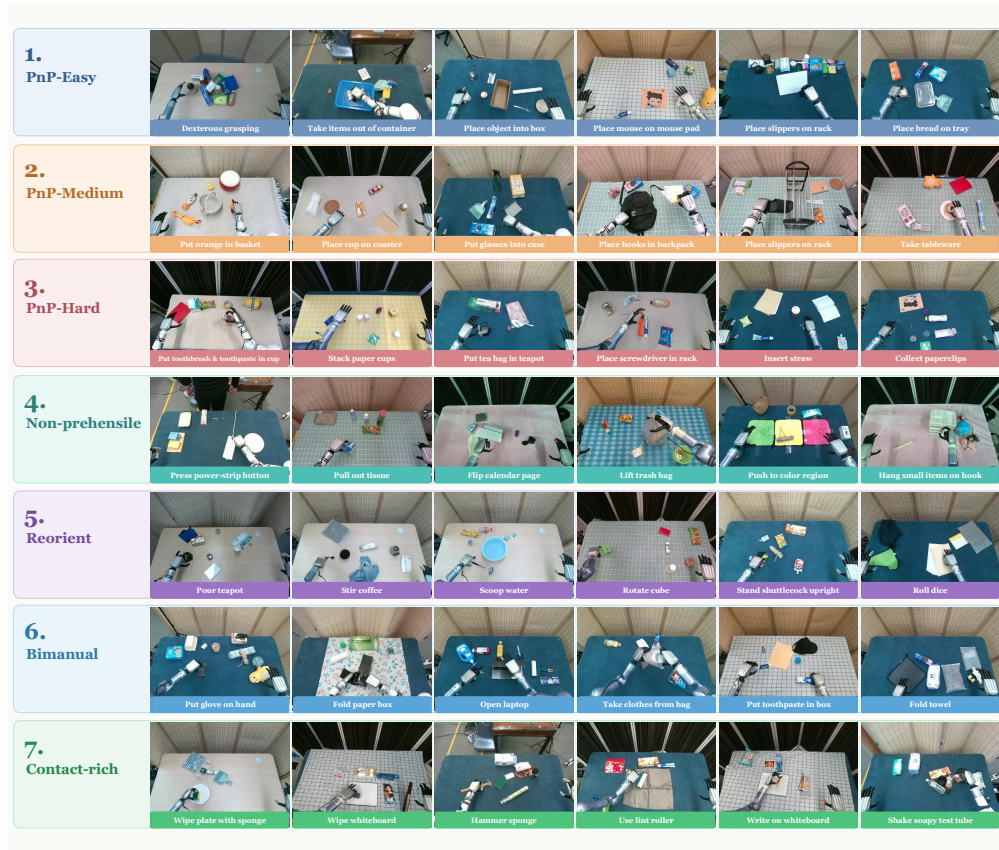 1.
PnP-Easy
Dexterous grasping
Take items out of container
Place object into box
Place mouse on mouse pad
Place slippers on rack
Place bread on tray
2.
PnP-Medium
Put orange in basket
Place cup on coaster
Put glasses into case
Place books in backpack
Place slippers on rack
Take tableware
3.
PnP-Hard
Put toothbrush & toothpaste in cup
Stack paper cups
Put tea bag in teapot
Place screwdriver in rack
Insert straw
Collect paperclips
4.
Non-prehensile
Press power-strip button
Pull out tissue
Flip calendar page
Lift trash bag
Push to color region
Hang small items on hook
5.
Reorient
Pour teapot
Stir coffee
Scoop water
Rotate cube
Stand shuttlecock upright
Roll dice
6.
Bimanual
Put glove on hand
Fold paper box
Open laptop
Take clothes from bag
Put toothpaste in box
Fold towel
7.
Contact-rich
Wipe plate with sponge
Wipe whiteboard
Hammer sponge
Use lint roller
Write on whiteboard
Shake soapy test tube